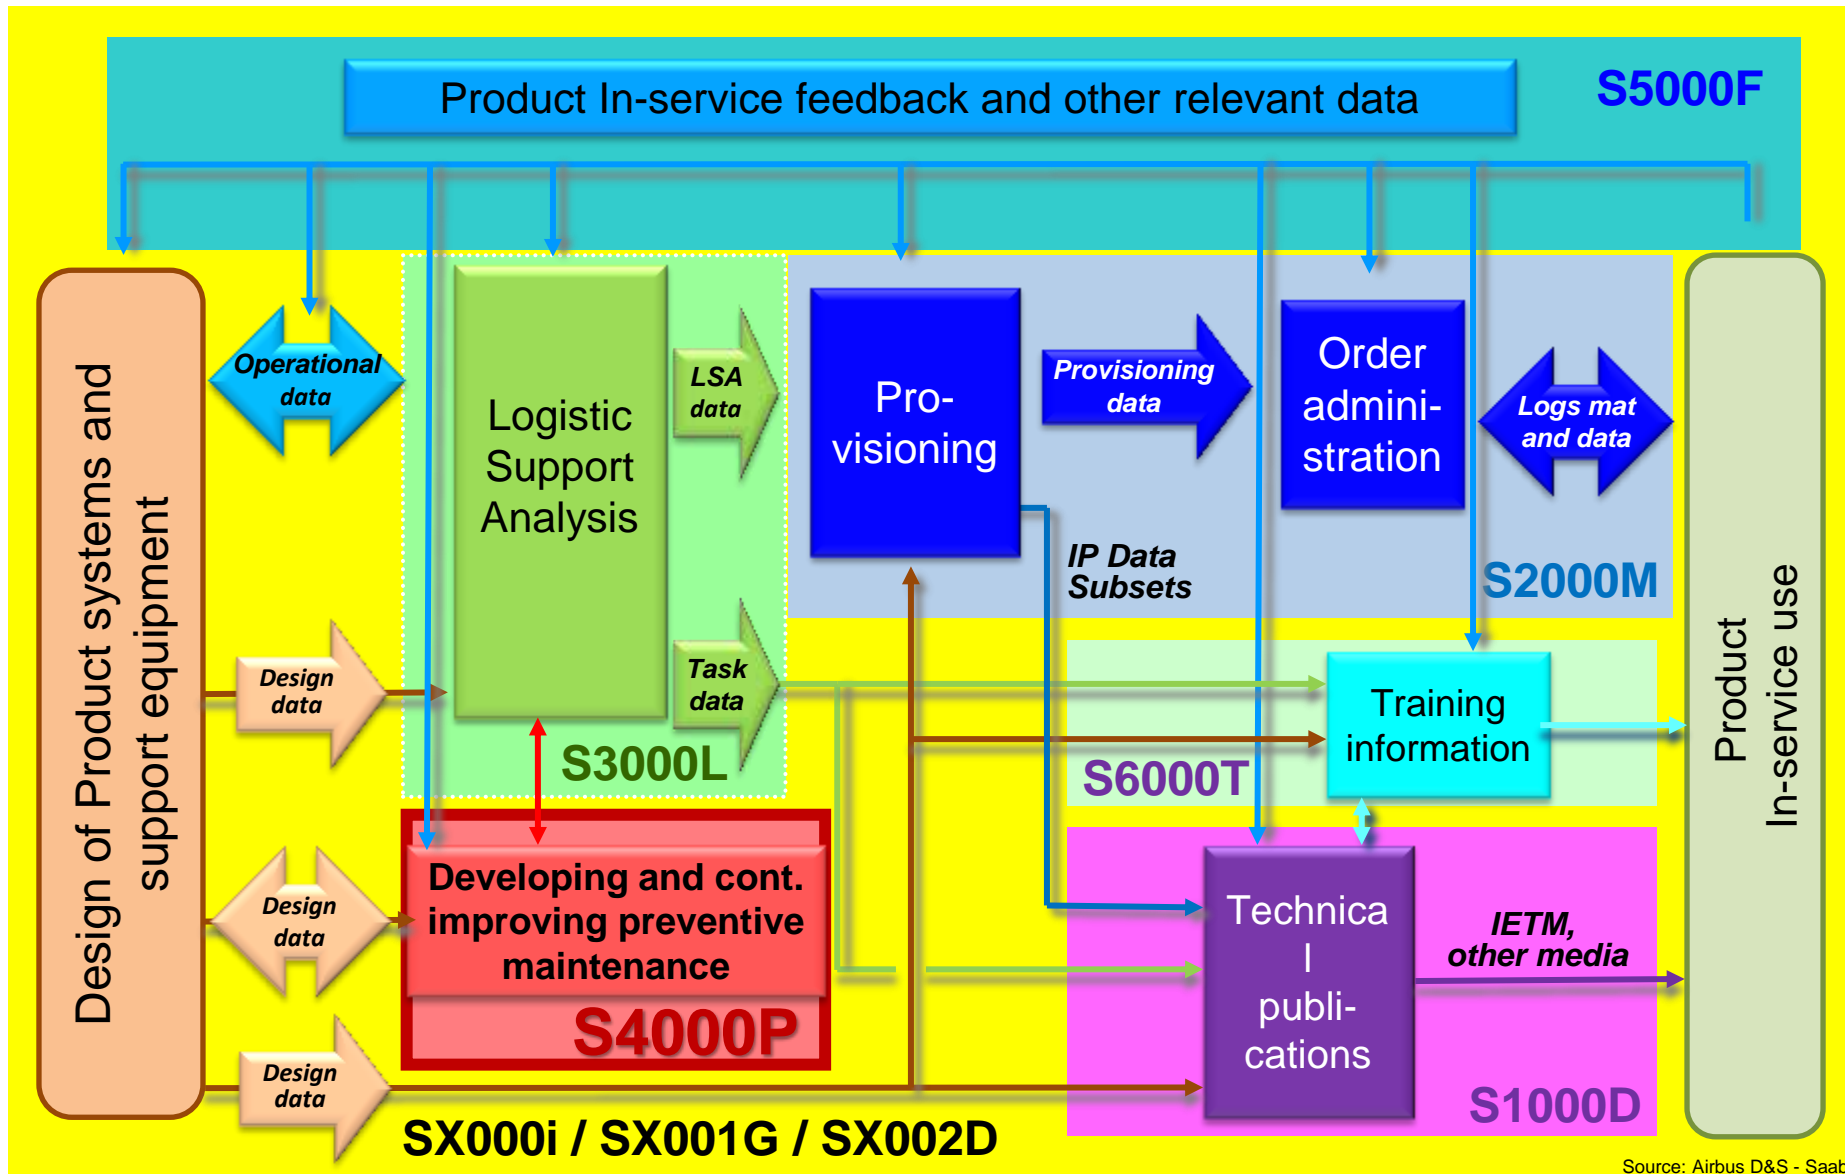 Product In-service feedback and other relevant data
S5000F
Design of Product systems and
support equipment
Operational
data
Logistic
Support
Analysis
LSA
data
Pro-
visioning
Provisioning
data
Order
admini-
stration
Logs mat
and data
IP Data
Subsets
S2000M
Product
In-service use
Design
data
Task
data
S3000L
Training
information
S6000T
Design
data
Developing and cont.
improving preventive
maintenance
S4000P
Technica
l
publi-
cations
IETM,
other media
S1000D
Design
data
SX000i / SX001G / SX002D
Source: Airbus D&S - Saab